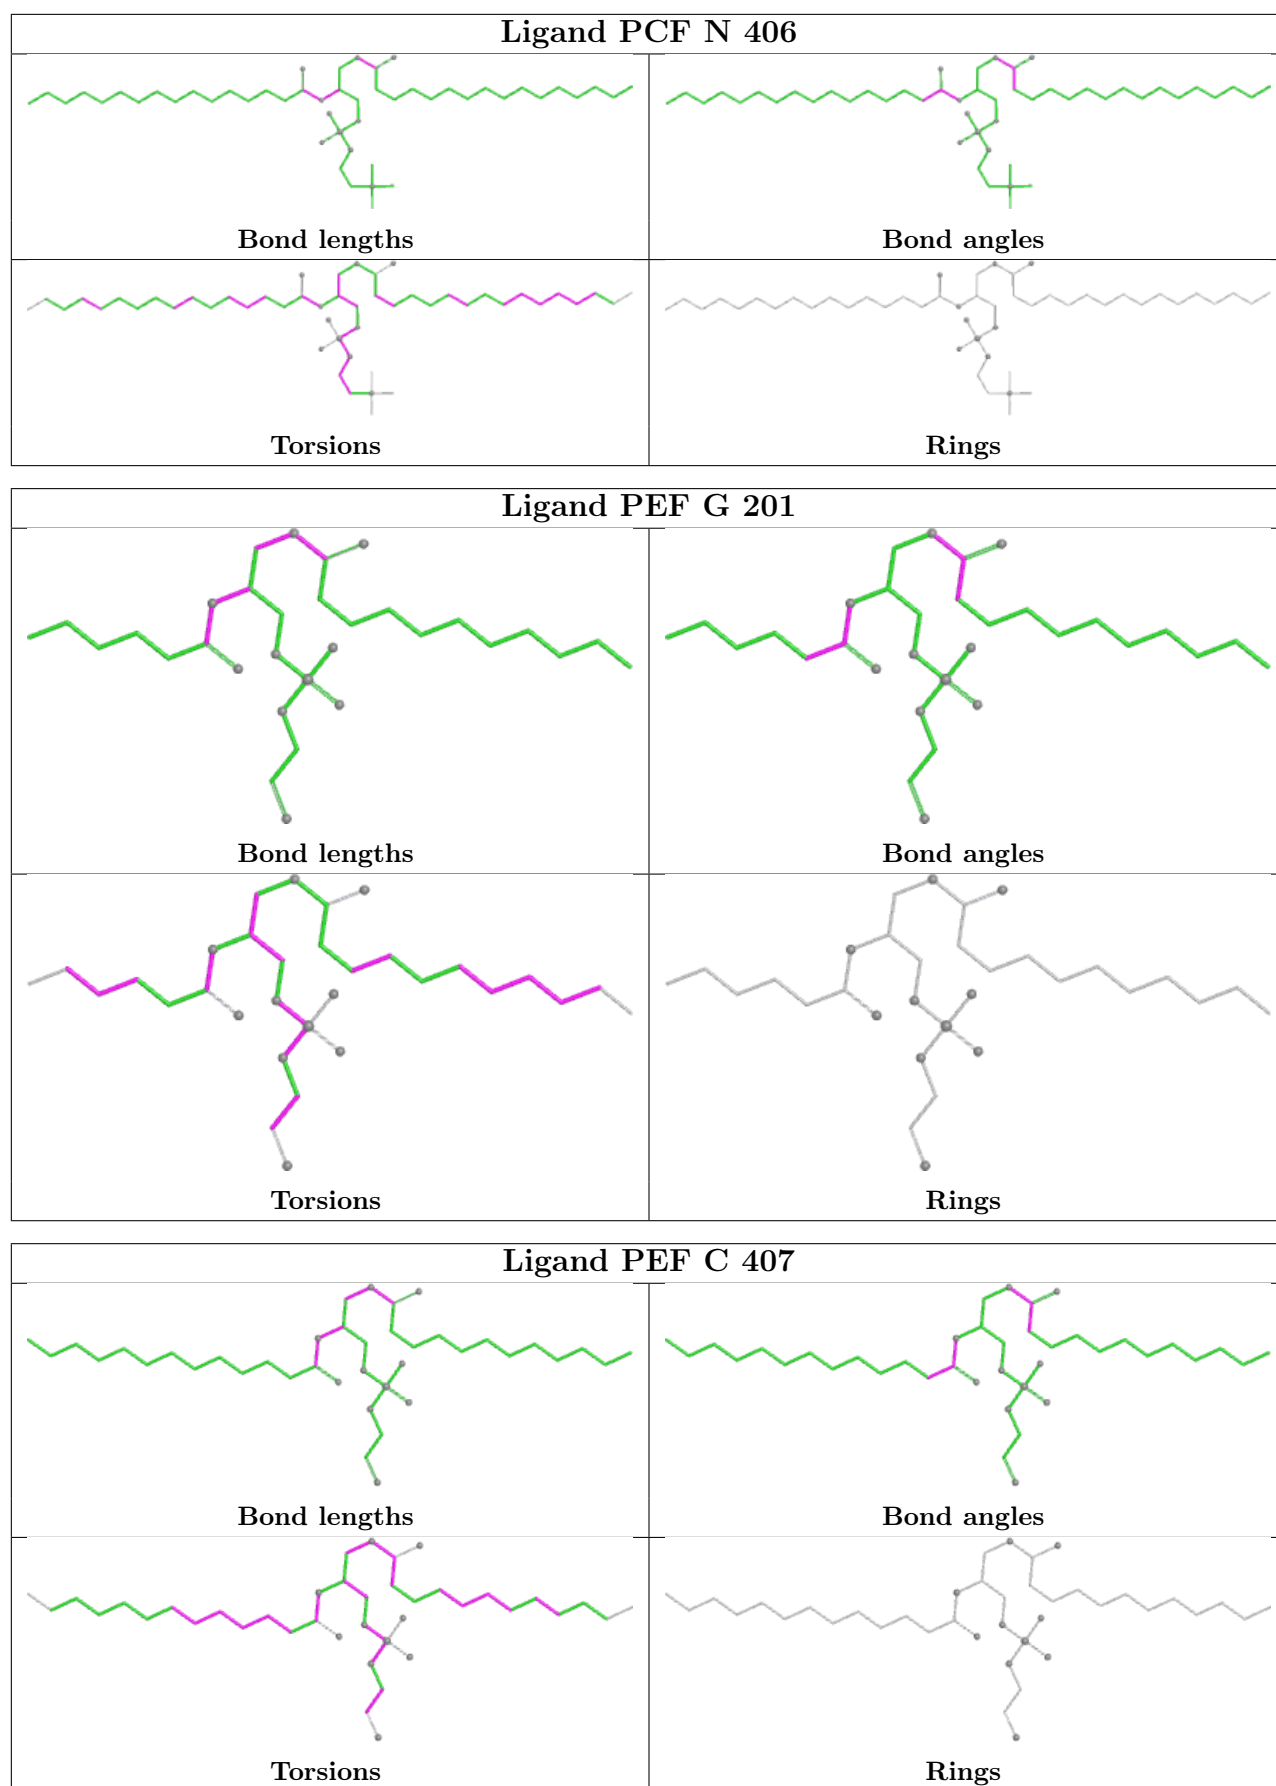 Ligand PCF N 406
Bond lengths
Bond angles
Torsions
Rings
Ligand PEF G 201
Bond lengths
Bond angles
Torsions
Rings
Ligand PEF C 407
Bond lengths
Bond angles
Torsions
Rings